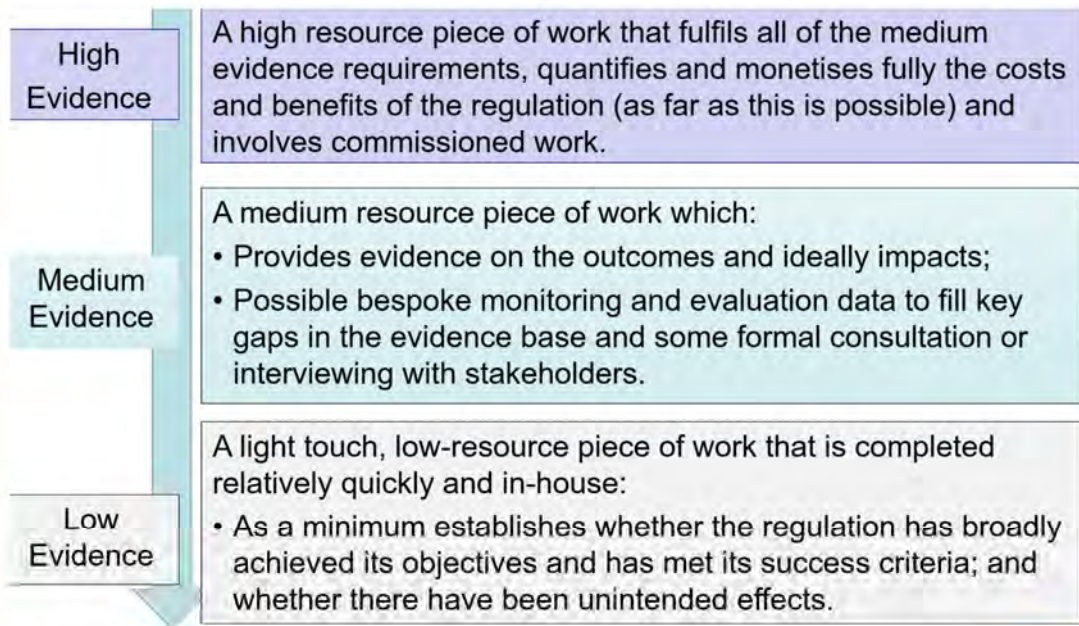 High
Evidence
A high resource piece of work that fulfils all of the medium
evidence requirements, quantifies and monetises fully the costs
and benefits of the regulation (as far as this is possible) and
involves commissioned work.
Medium
Evidence
A medium resource piece of work which:
• Provides evidence on the outcomes and ideally impacts;
• Possible bespoke monitoring and evaluation data to fill key
gaps in the evidence base and some formal consultation or
interviewing with stakeholders.
Low
Evidence
A light touch, low-resource piece of work that is completed
relatively quickly and in-house:
• As a minimum establishes whether the regulation has broadly
achieved its objectives and has met its success criteria; and
whether there have been unintended effects.